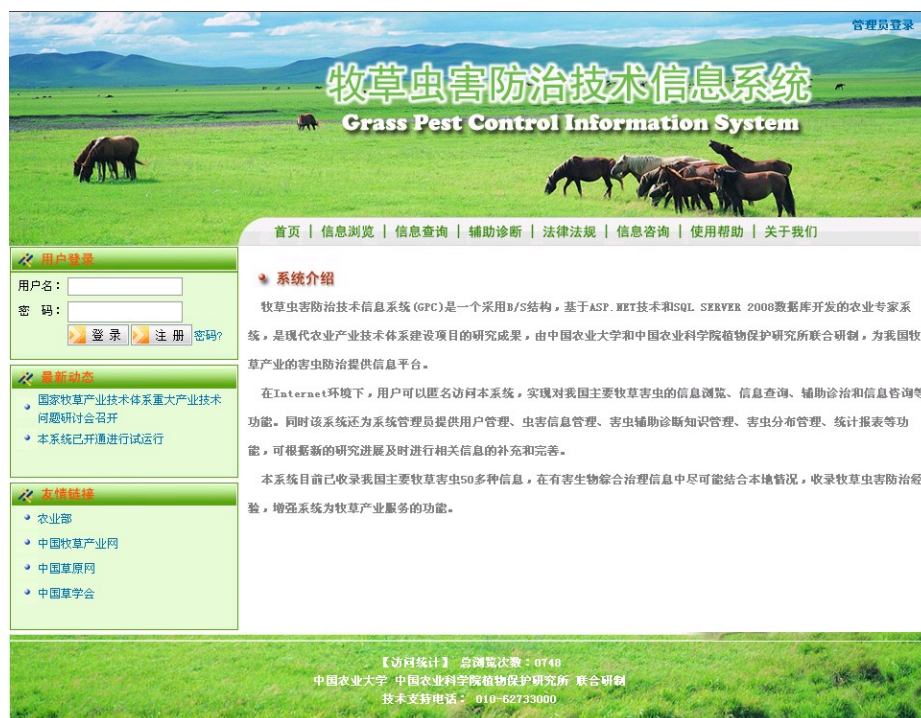 管理员登录
牧草虫害防治技术信息系统
Grass Pest Control Information System
首页 | 信息浏览 | 信息查询 | 辅助诊断 | 法律法规 | 信息咨询 | 使用帮助 | 关于我们
用户登录
用户名：
密 码：
登 录 注 册 密码?
最新动态
国家牧草产业技术体系重大产业技术
问题研讨会召开
本系统已开通进行试运行
友情链接
农业部
中国牧草产业网
中国草原网
中国草学会
系统介绍
牧草虫害防治技术信息系统(GPC)是一个采用B/S结构，基于ASP.NET技术和SQL SERVER 2008数据库开发的农业专家系
统，是现代农业产业技术体系建设项目的研究成果，由中国农业大学和中国农业科学院植物保护研究所联合研制，为我国牧
草产业的害虫防治提供信息平台。
在Internet环境下，用户可以匿名访问本系统，实现对我国主要牧草害虫的信息浏览、信息查询、辅助诊治和信息咨询等
功能。同时该系统还为系统管理员提供用户管理、虫害信息管理、害虫辅助诊断知识管理、害虫分布管理、统计报表等功
能，可根据新的研究进展及时进行相关信息的补充和完善。
本系统目前已收录我国主要牧草害虫50多种信息，在有害生物综合治理信息中尽可能结合本地情况，收录牧草虫害防治经
验，增强系统为牧草产业服务的功能。
【访问统计】 总浏览次数：0748
中国农业大学 中国农业科学院植物保护研究所 联合研制
技术支持电话： 010-62733000